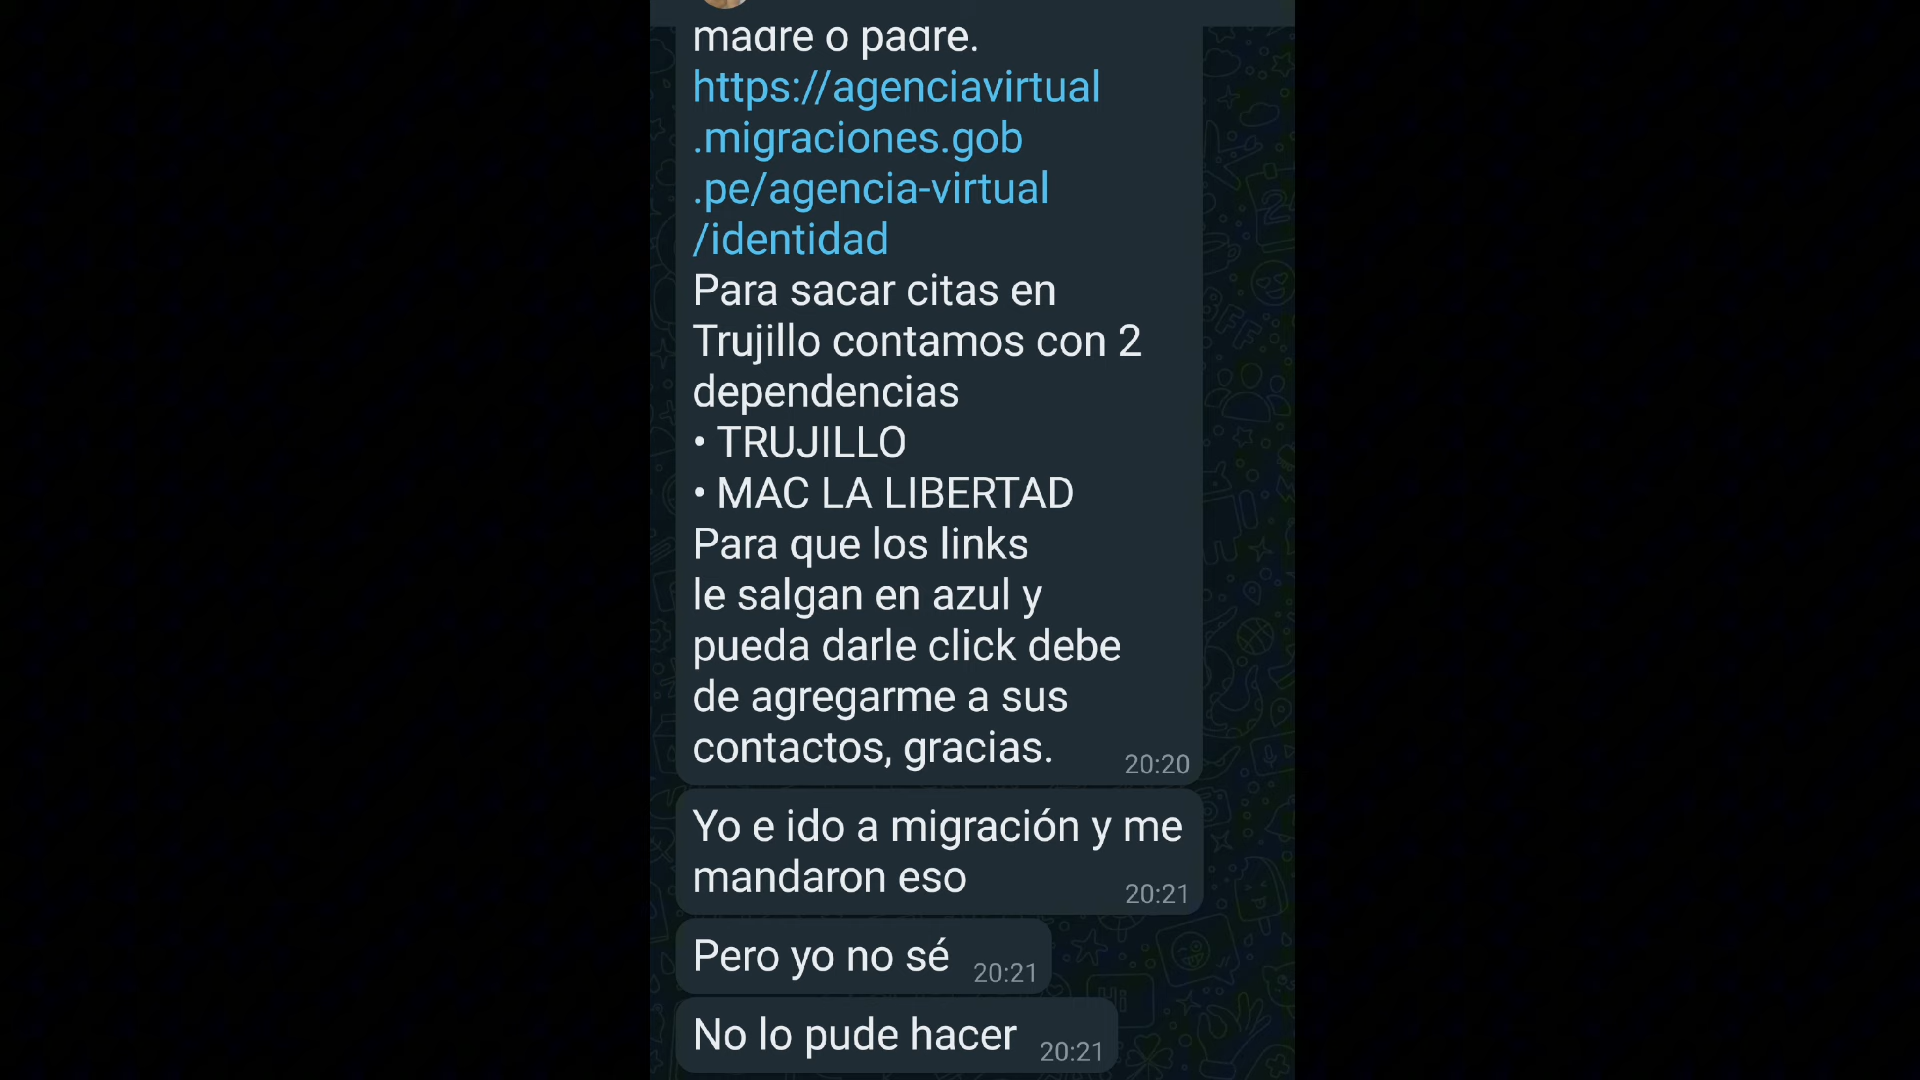 madre o padre.
https://agenciavirtual
.migraciones.gob
.pe/agencia-virtual
/identidad
Para sacar citas en
Trujillo contamos con 2
dependencias
• TRUJILLO
• MAC LA LIBERTAD
Para que los links
le salgan en azul y
pueda darle click debe
de agregarme a sus
contactos, gracias.
20:20
Yo e ido a migración y me
mandaron eso
20:21
Pero yo no sé
20:21
No lo pude hacer
20:21